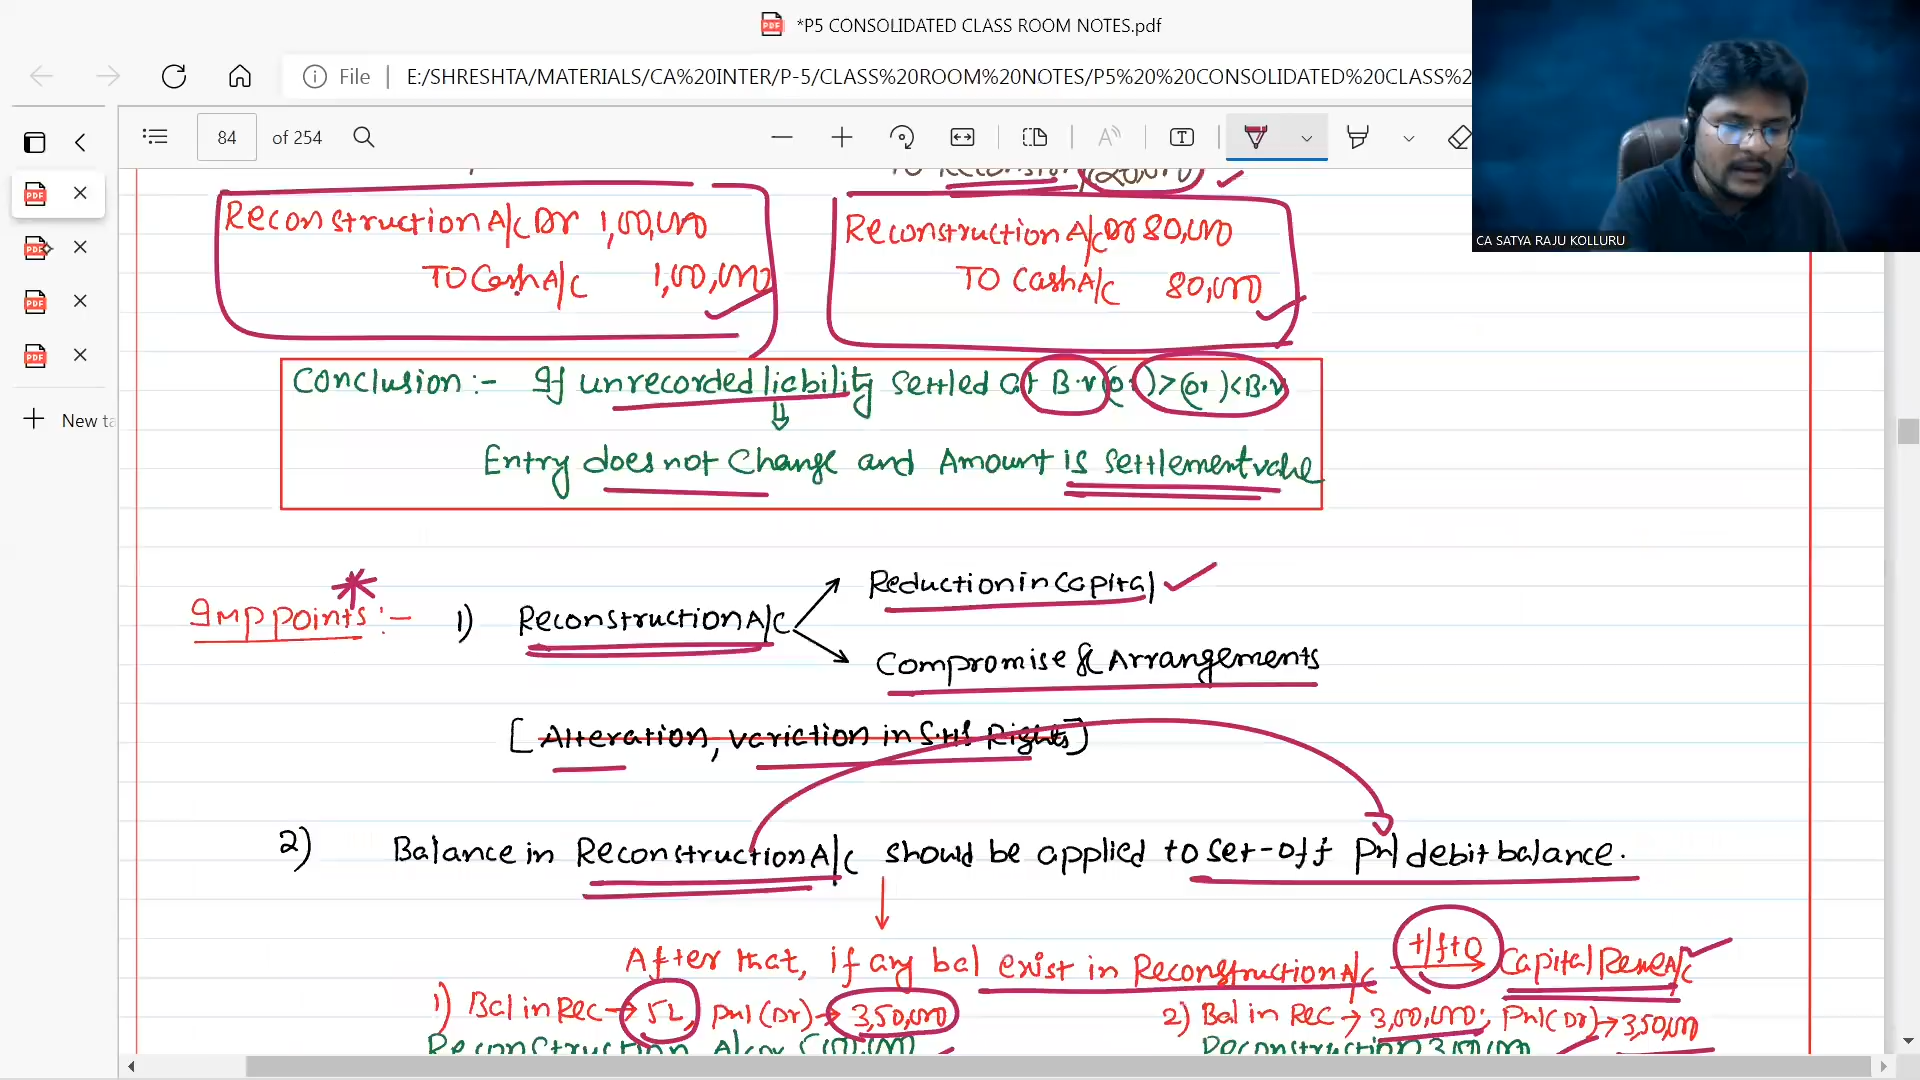 *P5 CONSOLIDATED CLASS ROOM NOTES.pdf
File | E:/SHRESHTA/MATERIALS/CA%20INTER/P-5/CLASS%20ROOM%20NOTES/P5%20%20CONSOLIDATED%20CLASS%2
84 of 254
New ta
CA SATYA RAJU KOLLURU
Reconstruction A/c Dr 1,00,000
TO Cash A/c 1,00,000
Reconstruction A/c Dr 80,000
TO Cash A/c 80,000
Conclusion :- If unrecorded liability settled at B.v (or) > (or) < B.v
Entry does not change and Amount is settlement value
Imp points :- 1) Reconstruction A/c
Reduction in Capital
Compromise & Arrangements
[Alteration, variation in S.H's Rights]
2) Balance in Reconstruction A/c should be applied to set-off Pnl debit balance.
After that, if any bal exist in Reconstruction A/c t/f to Capital Reserve A/c
1) Bal in Rec → 5L, Pnl (Dr) → 3,50,000
2) Bal in Rec → 3,00,000; Pnl (Dr) → 3,50,000